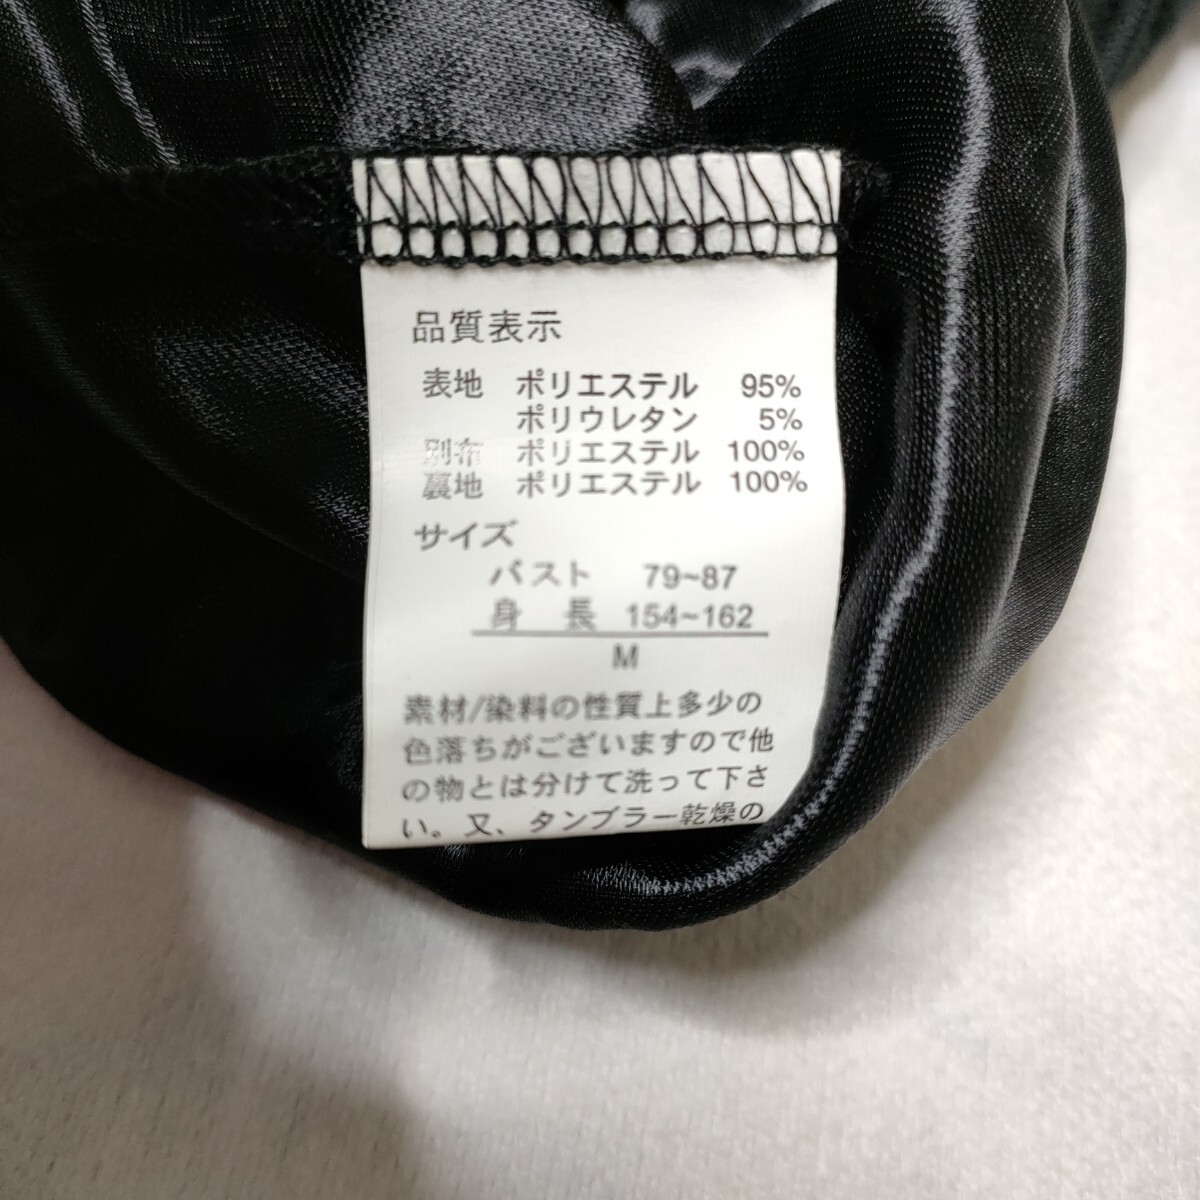 品質表示
表地 ポリエステル 95%
ポリウレタン 5%
別布 ポリエステル 100%
裏地 ポリエステル 100%
サイズ
バスト 79~87
身長 154~162
M
素材/染料の性質上多少の
色落ちがございますので他
の物とは分けて洗って下さ
い。又、タンブラー乾燥の